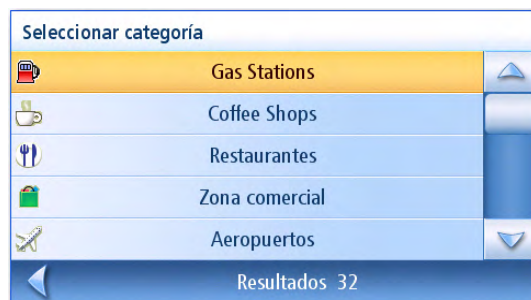 Seleccionar categoría
Gas Stations
Coffee Shops
Restaurantes
Zona comercial
Aeropuertos
Resultados 32